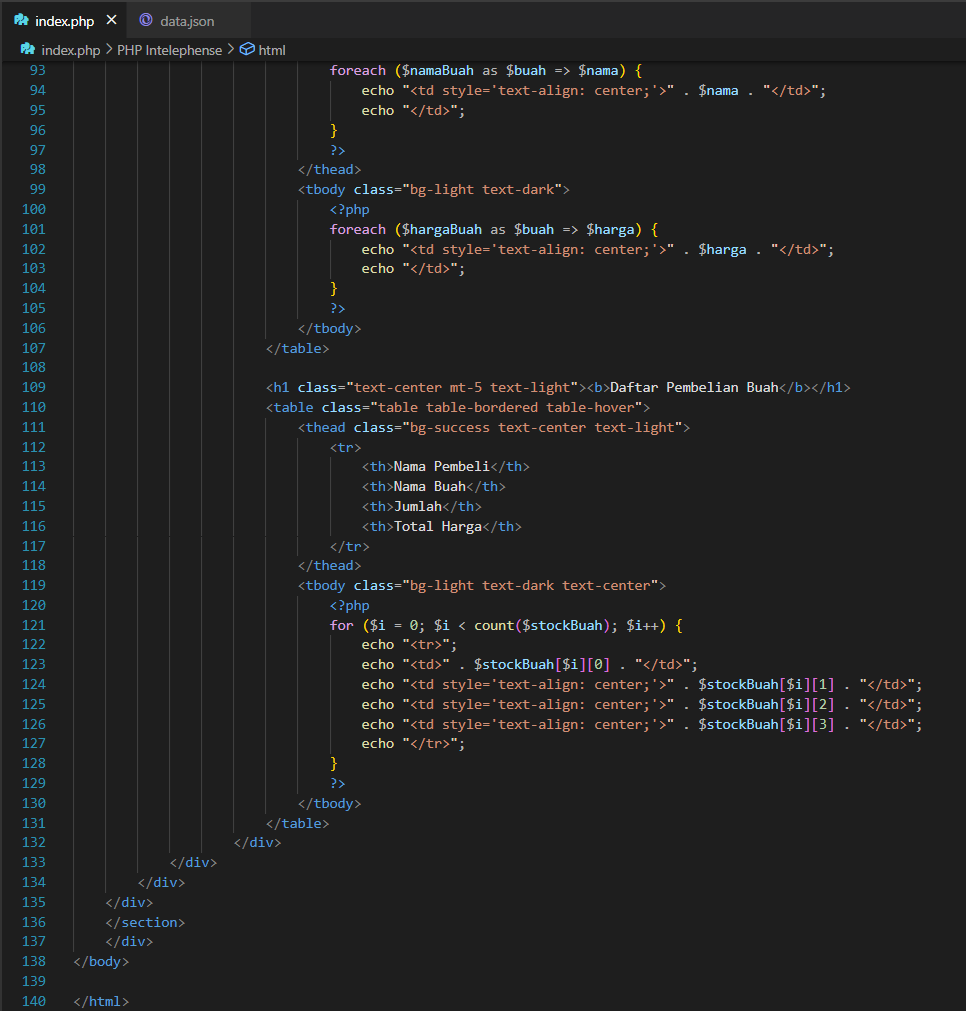 index.php
data.json
index.php > PHP Intelephense > html
93 foreach ($namaBuah as $buah => $nama) {
94 echo "<td style='text-align: center;'>" . $nama . "</td>";
95 echo "</td>";
96 }
97 ?>
98 </thead>
99 <tbody class="bg-light text-dark">
100 <?php
101 foreach ($hargaBuah as $buah => $harga) {
102 echo "<td style='text-align: center;'>" . $harga . "</td>";
103 echo "</td>";
104 }
105 ?>
106 </tbody>
107 </table>
108
109 <h1 class="text-center mt-5 text-light"><b>Daftar Pembelian Buah</b></h1>
110 <table class="table table-bordered table-hover">
111 <thead class="bg-success text-center text-light">
112 <tr>
113 <th>Nama Pembeli</th>
114 <th>Nama Buah</th>
115 <th>Jumlah</th>
116 <th>Total Harga</th>
117 </tr>
118 </thead>
119 <tbody class="bg-light text-dark text-center">
120 <?php
121 for ($i = 0; $i < count($stockBuah); $i++) {
122 echo "<tr>";
123 echo "<td>" . $stockBuah[$i][0] . "</td>";
124 echo "<td style='text-align: center;'>" . $stockBuah[$i][1] . "</td>";
125 echo "<td style='text-align: center;'>" . $stockBuah[$i][2] . "</td>";
126 echo "<td style='text-align: center;'>" . $stockBuah[$i][3] . "</td>";
127 echo "</tr>";
128 }
129 ?>
130 </tbody>
131 </table>
132 </div>
133 </div>
134 </div>
135 </div>
136 </section>
137 </div>
138 </body>
139
140 </html>